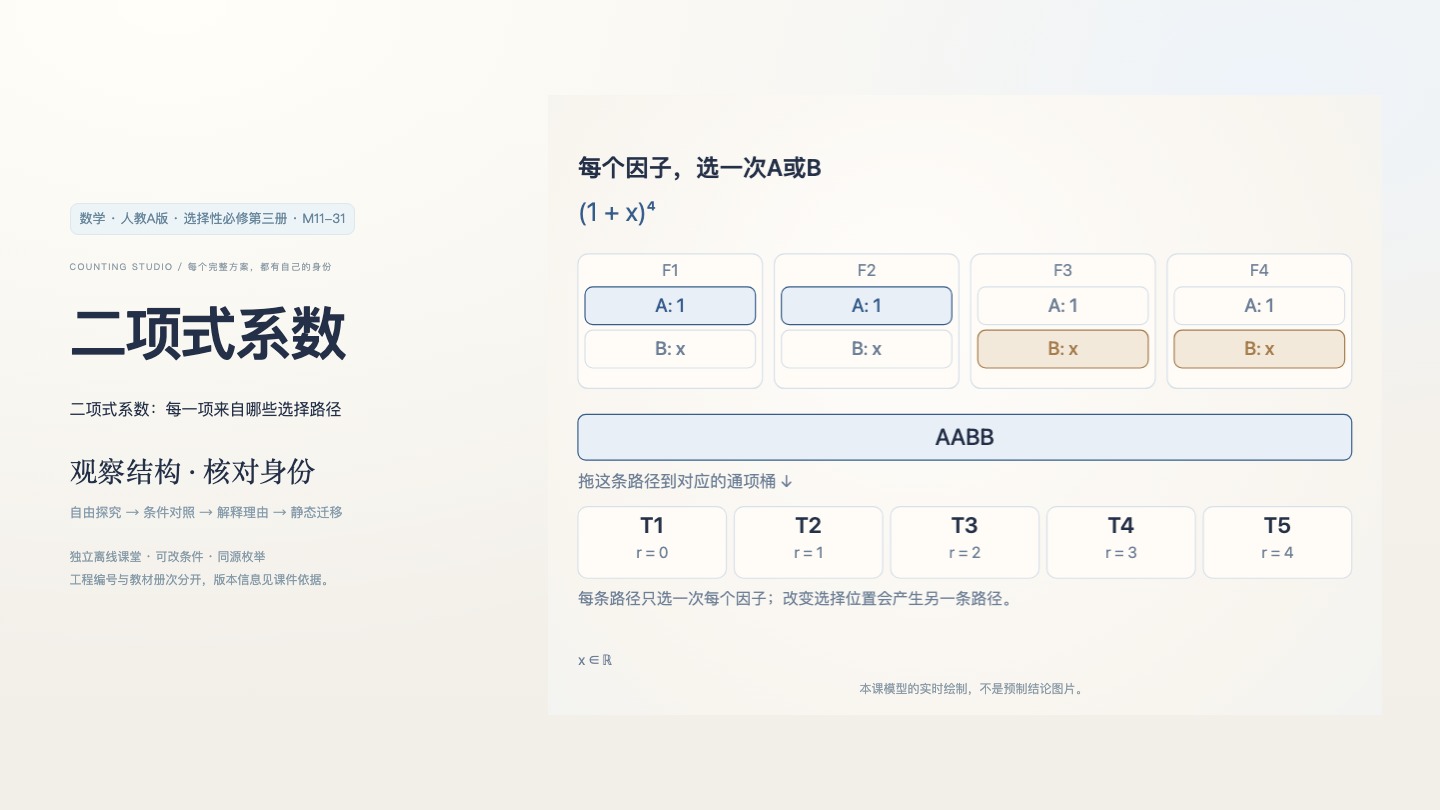 数学 · 人教A版 · 选择性必修第三册 · M11–31
COUNTING STUDIO / 每个完整方案，都有自己的身份
二项式系数
二项式系数：每一项来自哪些选择路径
观察结构 · 核对身份
自由探究 → 条件对照 → 解释理由 → 静态迁移
独立离线课堂 · 可改条件 · 同源枚举
工程编号与教材册次分开，版本信息见课件依据。
每个因子，选一次A或B
(1 + x)⁴
F1 F2 F3 F4
A: 1 A: 1 A: 1 A: 1
B: x B: x B: x B: x
AABB
拖这条路径到对应的通项桶 ↓
T1 T2 T3 T4 T5
r = 0 r = 1 r = 2 r = 3 r = 4
每条路径只选一次每个因子；改变选择位置会产生另一条路径。
x ∈ ℝ
本课模型的实时绘制，不是预制结论图片。